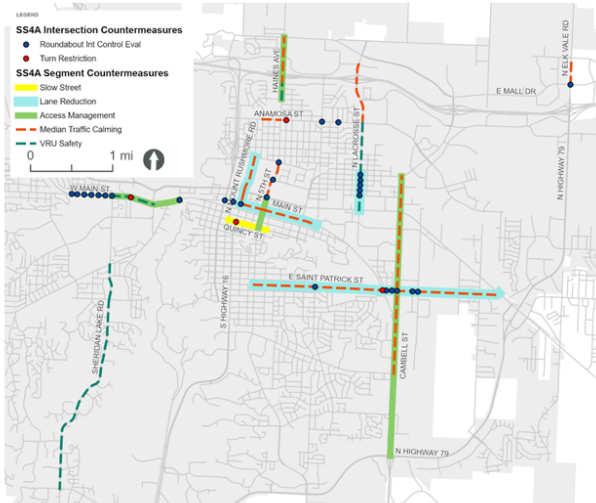 LEGEND
SS4A Intersection Countermeasures
Roundabout Int Control Eval
Turn Restriction
SS4A Segment Countermeasures
Slow Street
Lane Reduction
Access Management
Median Traffic Calming
VRU Safety
0 1 mi
HAINES AVE
N ELK VALE RD
E MALL DR
ANAMOSA ST
N LACROSSE ST
N MOUNT RUSHMORE RD
N 5TH ST
N HIGHWAY 79
W MAIN ST
MAIN ST
QUINCY ST
E SAINT PATRICK ST
S HIGHWAY 16
SHERIDAN LAKE RD
CAMBELL ST
N HIGHWAY 79